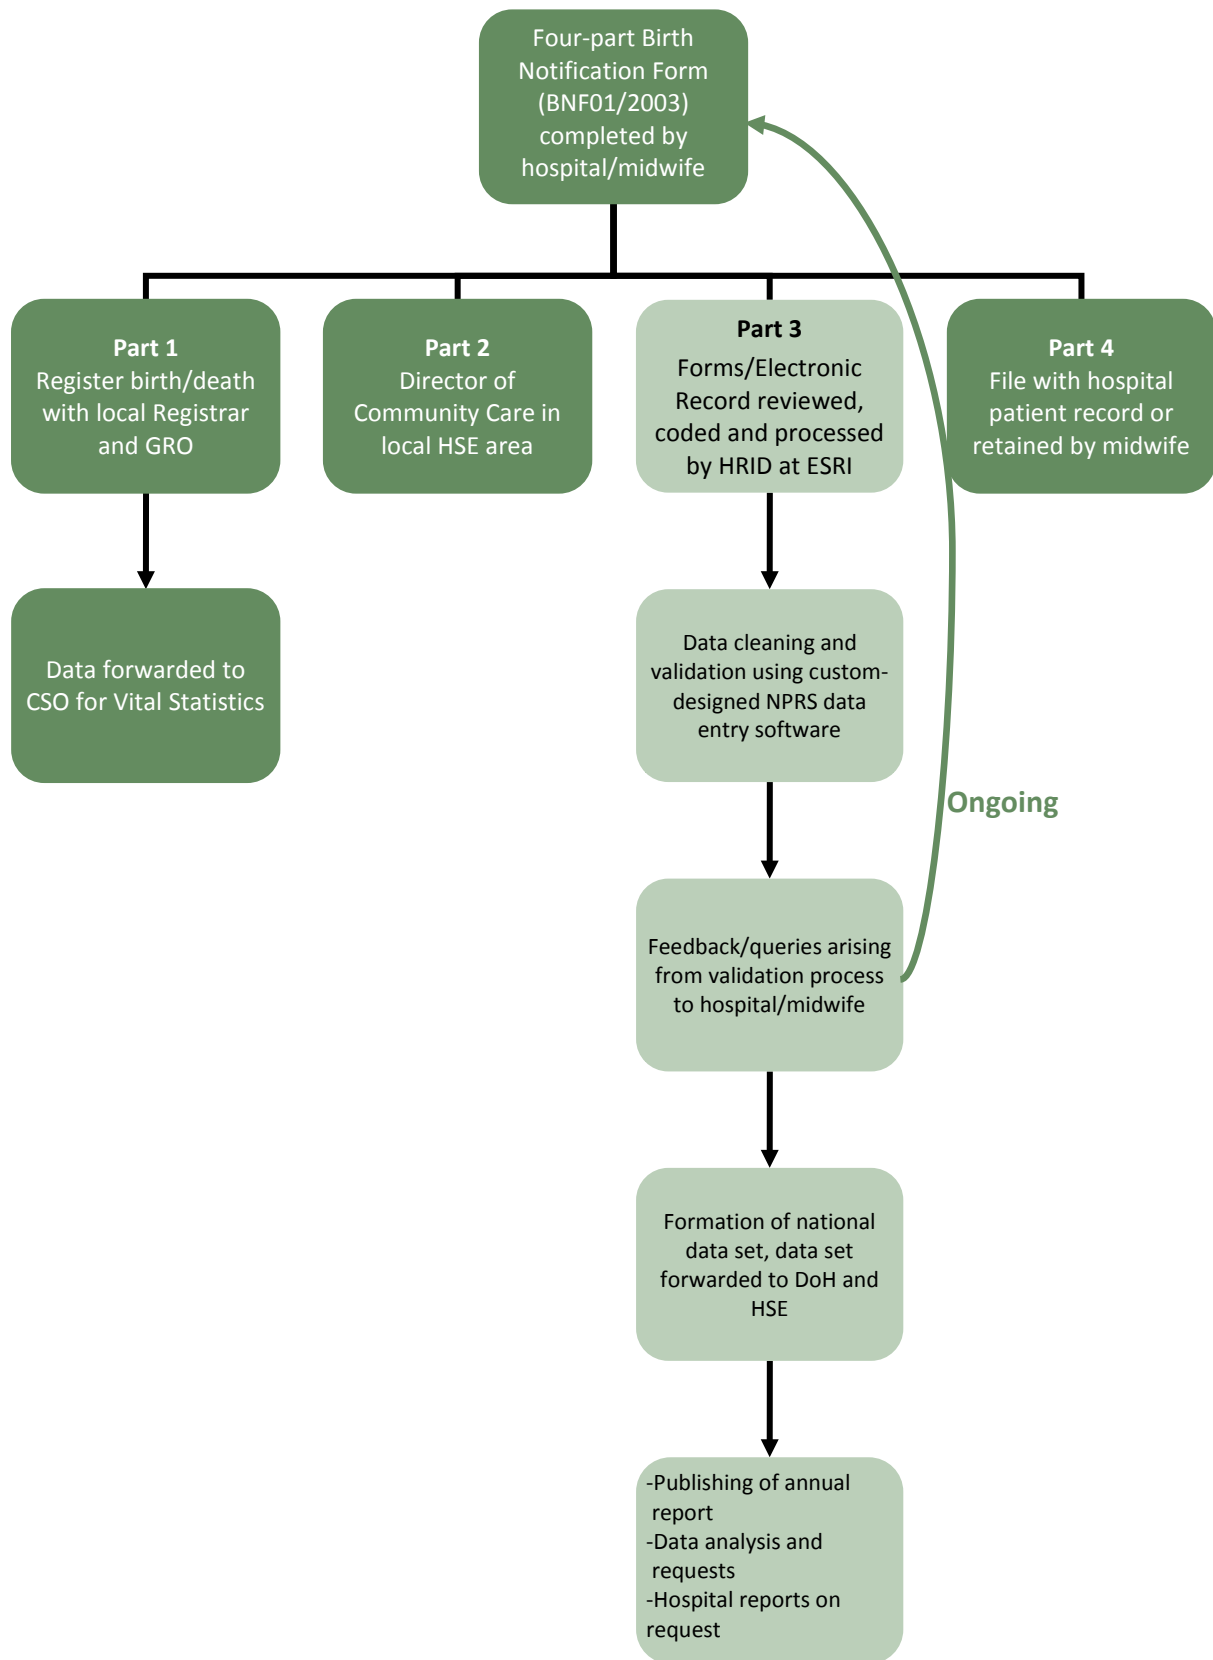 Four-part Birth
Notification Form
(BNF01/2003)
completed by
hospital/midwife
Part 1
Register birth/death
with local Registrar
and GRO
Part 2
Director of
Community Care in
local HSE area
Part 3
Forms/Electronic
Record reviewed,
coded and processed
by HRID at ESRI
Part 4
File with hospital
patient record or
retained by midwife
Data forwarded to
CSO for Vital Statistics
Data cleaning and
validation using custom-
designed NPRS data
entry software
Ongoing
Feedback/queries arising
from validation process
to hospital/midwife
Formation of national
data set, data set
forwarded to DoH and
HSE
-Publishing of annual
report
-Data analysis and
requests
-Hospital reports on
request